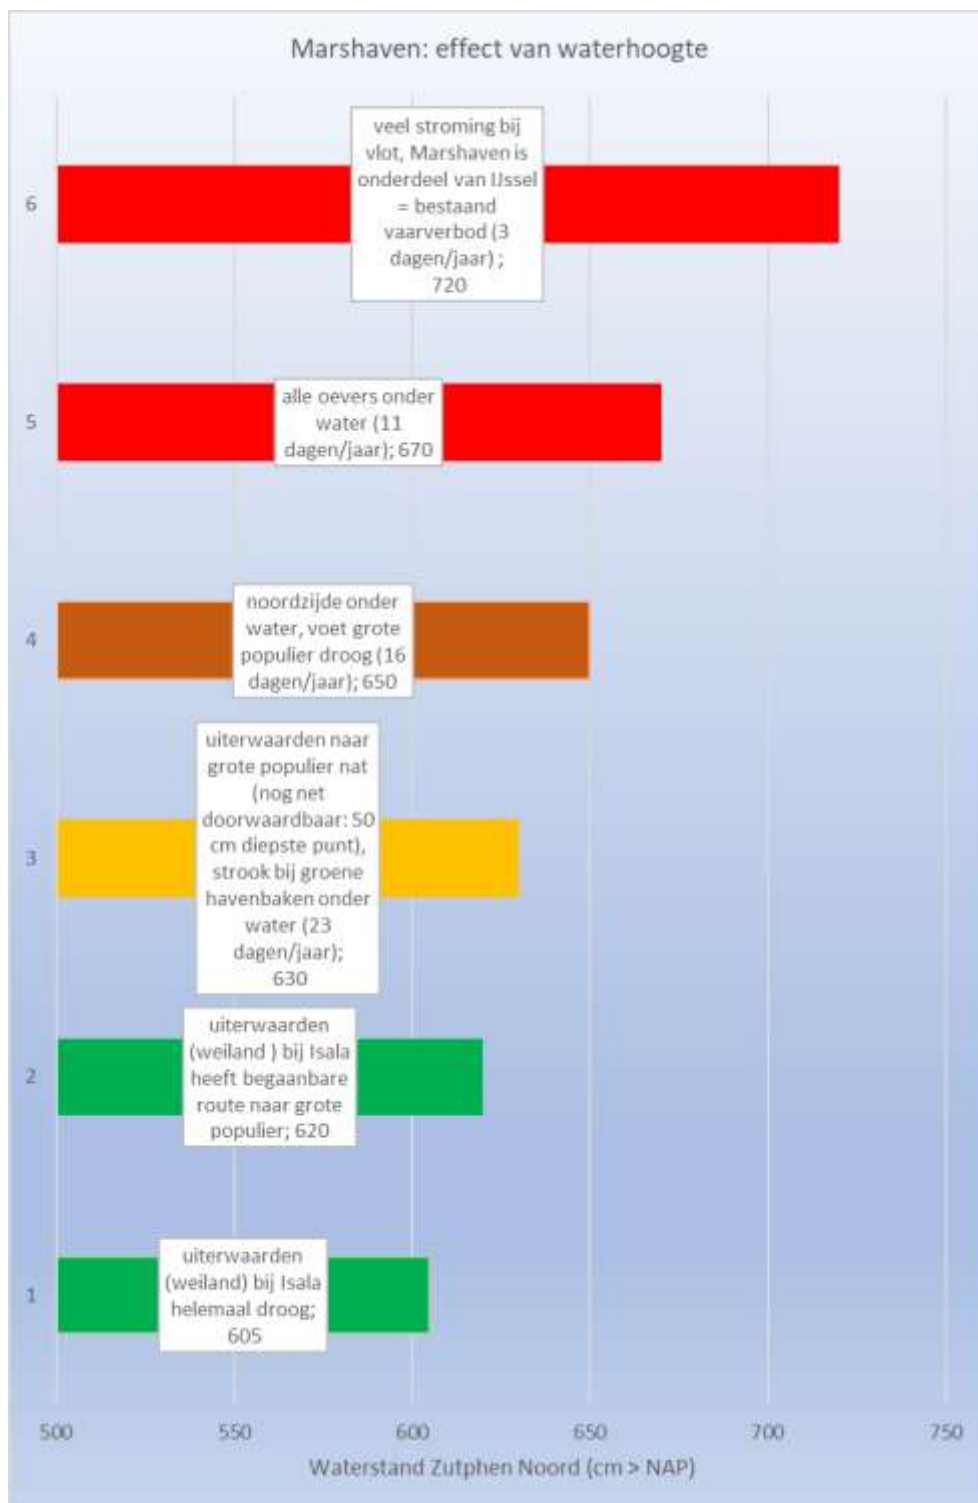 Marshaven: effect van waterhoogte
6
veel stroming bij
vlot, Marshaven is
onderdeel van IJssel
= bestaand
vaarverbod (3
dagen/jaar) ;
720
5
alle oevers onder
water (11
dagen/jaar); 670
4
noordzijde onder
water, voet grote
populier droog (16
dagen/jaar); 650
3
uiterwaarden naar
grote populier nat
(nog net
doorwaardbaar: 50
cm diepste punt),
strook bij groene
havenbaken onder
water (23
dagen/jaar);
630
2
uiterwaarden
(weiland ) bij Isala
heeft begaanbare
route naar grote
populier; 620
1
uiterwaarden
(weiland) bij Isala
helemaal droog;
605
500 550 600 650 700 750
Waterstand Zutphen Noord (cm > NAP)